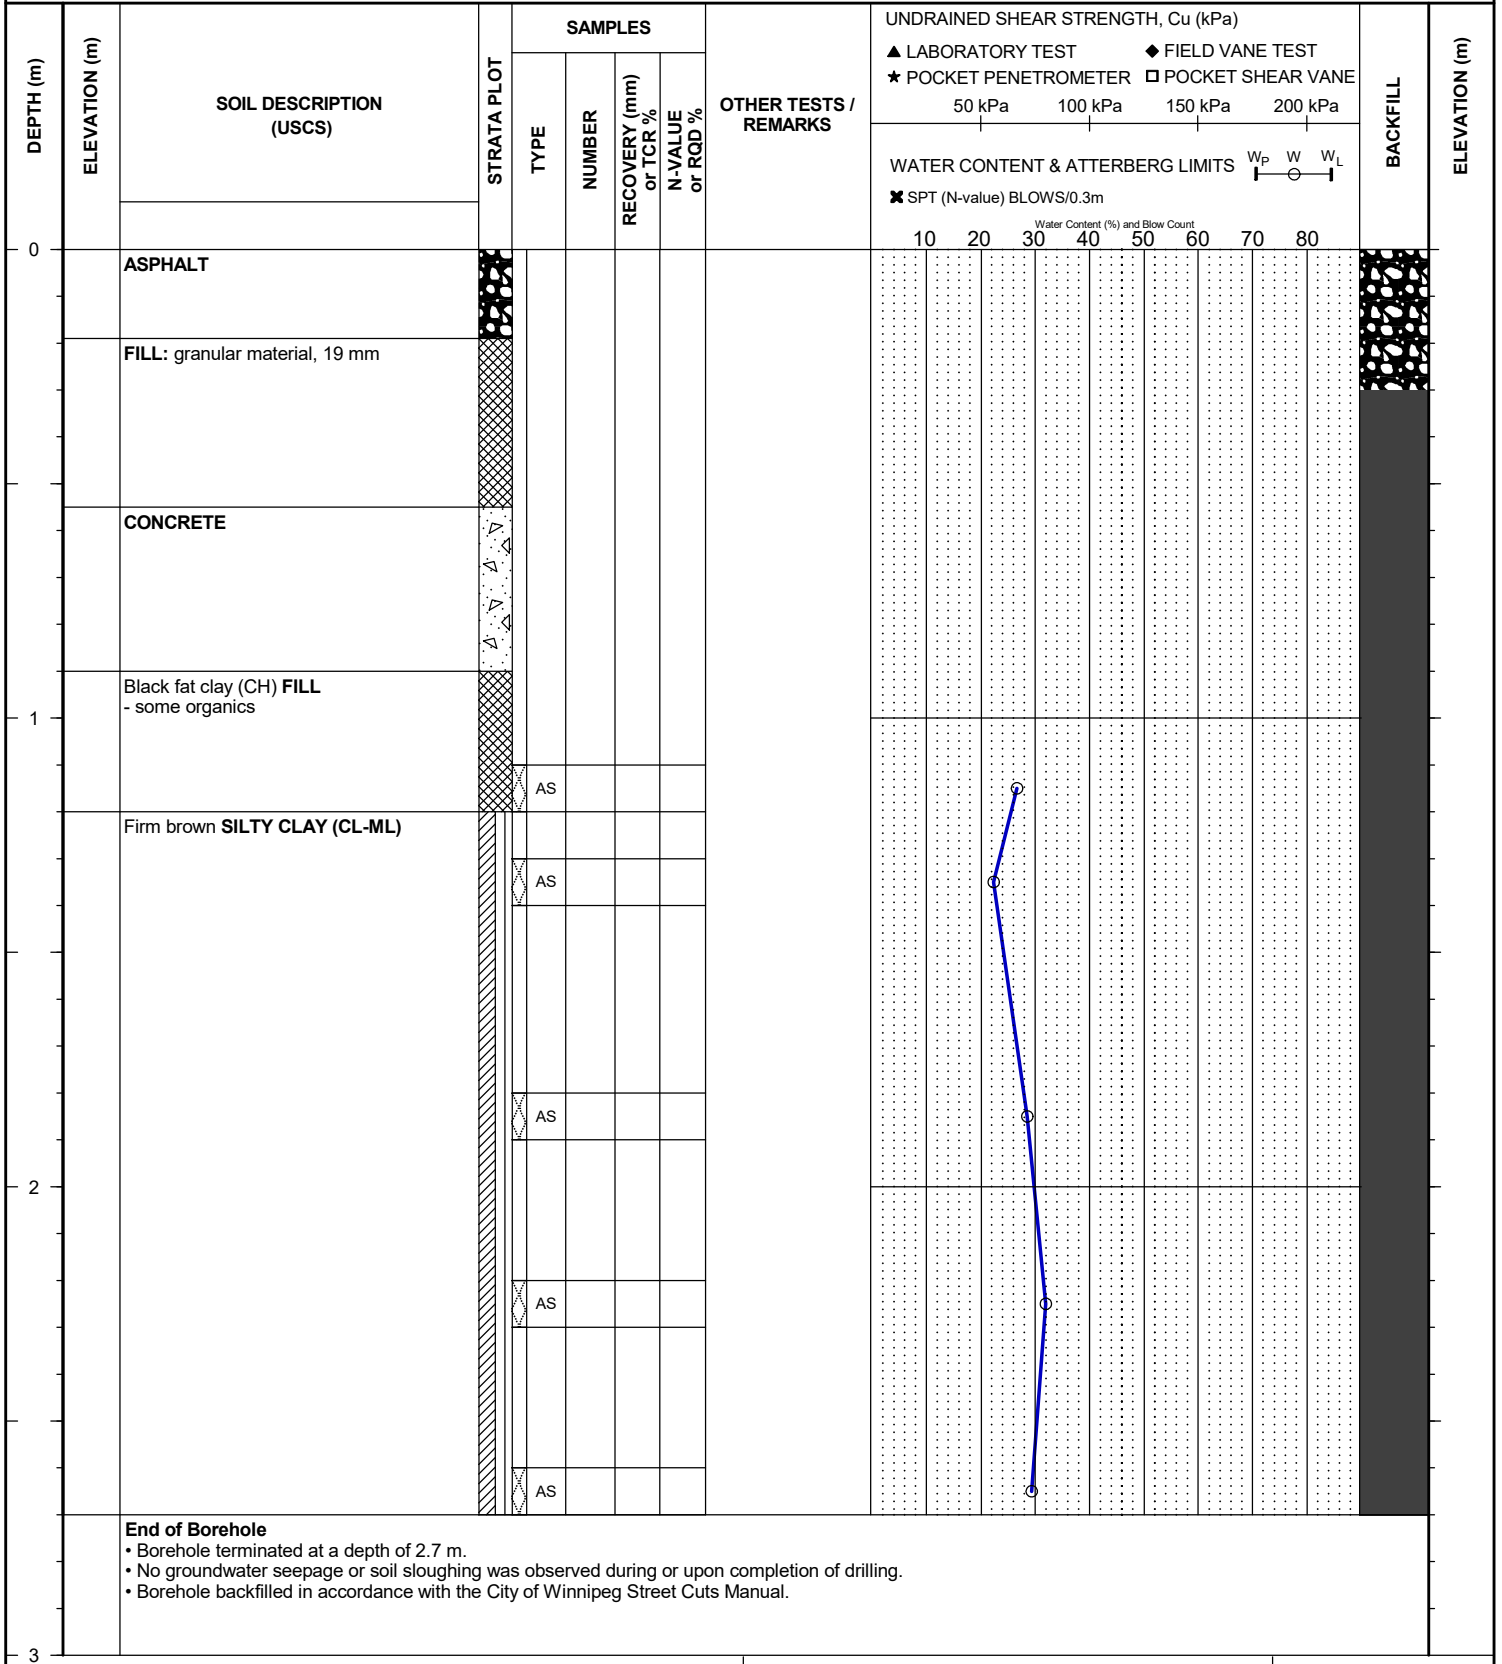 DEPTH (m)
ELEVATION (m)
SOIL DESCRIPTION
(USCS)
STRATA PLOT
SAMPLES
TYPE
NUMBER
RECOVERY (mm)
or TCR %
N-VALUE
or RQD %
OTHER TESTS /
REMARKS
UNDRAINED SHEAR STRENGTH, Cu (kPa)
▲ LABORATORY TEST ◆ FIELD VANE TEST
★ POCKET PENETROMETER □ POCKET SHEAR VANE
50 kPa 100 kPa 150 kPa 200 kPa
WATER CONTENT & ATTERBERG LIMITS WP W WL
✖ SPT (N-value) BLOWS/0.3m
Water Content (%) and Blow Count
10 20 30 40 50 60 70 80
BACKFILL
ELEVATION (m)
0
ASPHALT
FILL: granular material, 19 mm
CONCRETE
Black fat clay (CH) FILL
- some organics
1
AS
Firm brown SILTY CLAY (CL-ML)
AS
AS
2
AS
AS
End of Borehole
• Borehole terminated at a depth of 2.7 m.
• No groundwater seepage or soil sloughing was observed during or upon completion of drilling.
• Borehole backfilled in accordance with the City of Winnipeg Street Cuts Manual.
3